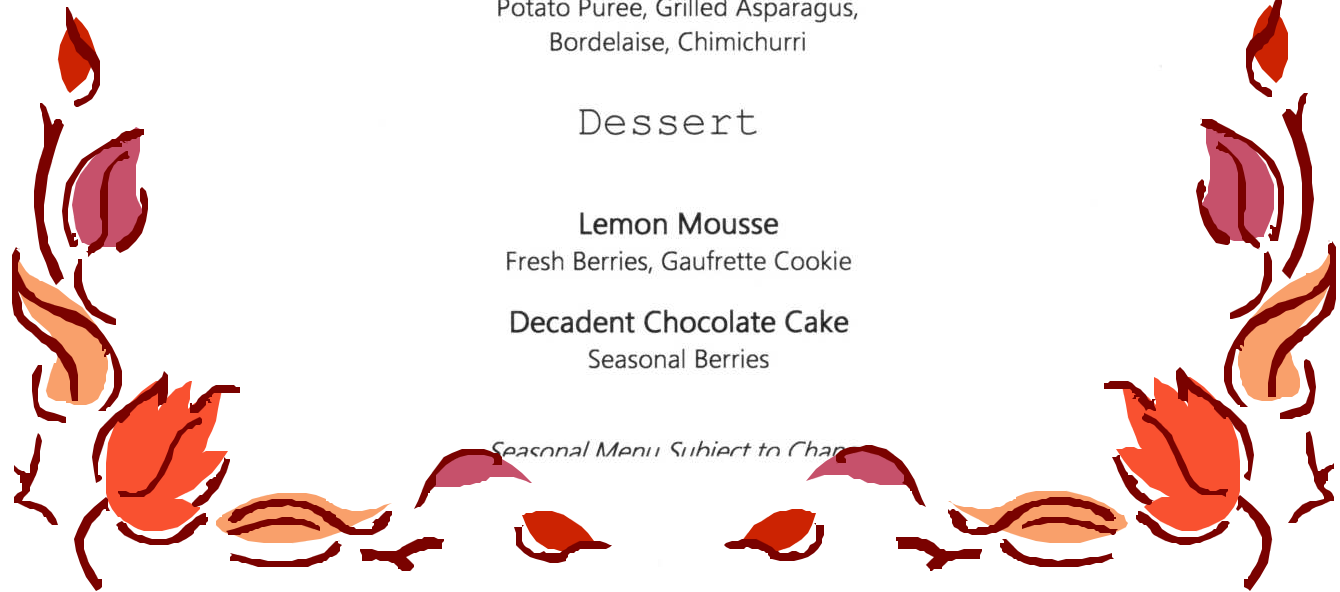 Potato Puree, Grilled Asparagus,
Bordelaise, Chimichurri
Dessert
Lemon Mousse
Fresh Berries, Gaufrette Cookie
Decadent Chocolate Cake
Seasonal Berries
Seasonal Menu Subject to